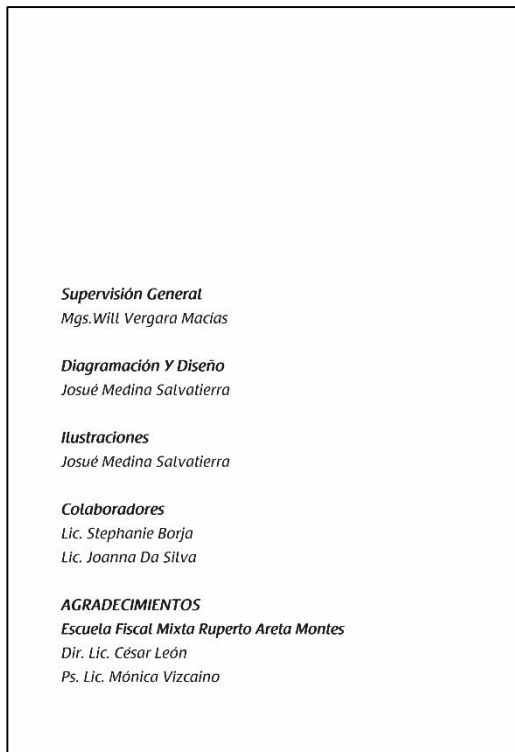 Supervisión General
Mgs.Will Vergara Macías
Diagramación Y Diseño
Josué Medina Salvatierra
Ilustraciones
Josué Medina Salvatierra
Colaboradores
Lic. Stephanie Borja
Lic. Joanna Da Silva
AGRADECIMIENTOS
Escuela Fiscal Mixta Ruperto Areta Montes
Dir. Lic. César León
Ps. Lic. Mónica Vizcaino